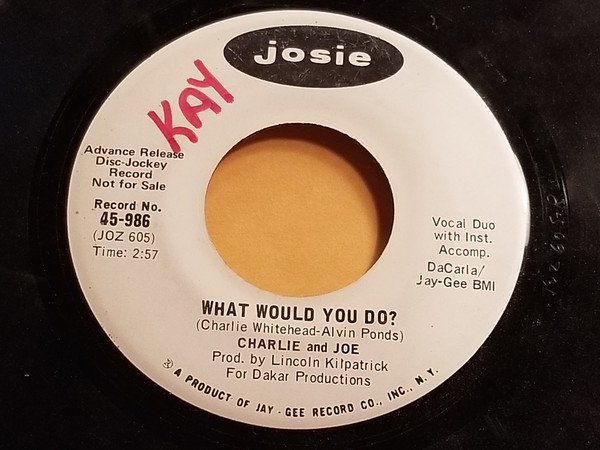 josie
KAY
Advance Release
Disc-Jockey
Record
Not for Sale
Record No.
45-986
(JOZ 605)
Time: 2:57
Vocal Duo
with Inst.
Accomp.
DaCarla/
Jay-Gee BMI
WHAT WOULD YOU DO?
(Charlie Whitehead-Alvin Ponds)
CHARLIE and JOE
Prod. by Lincoln Kilpatrick
For Dakar Productions
A PRODUCT OF JAY-GEE RECORD CO., INC., N.Y.